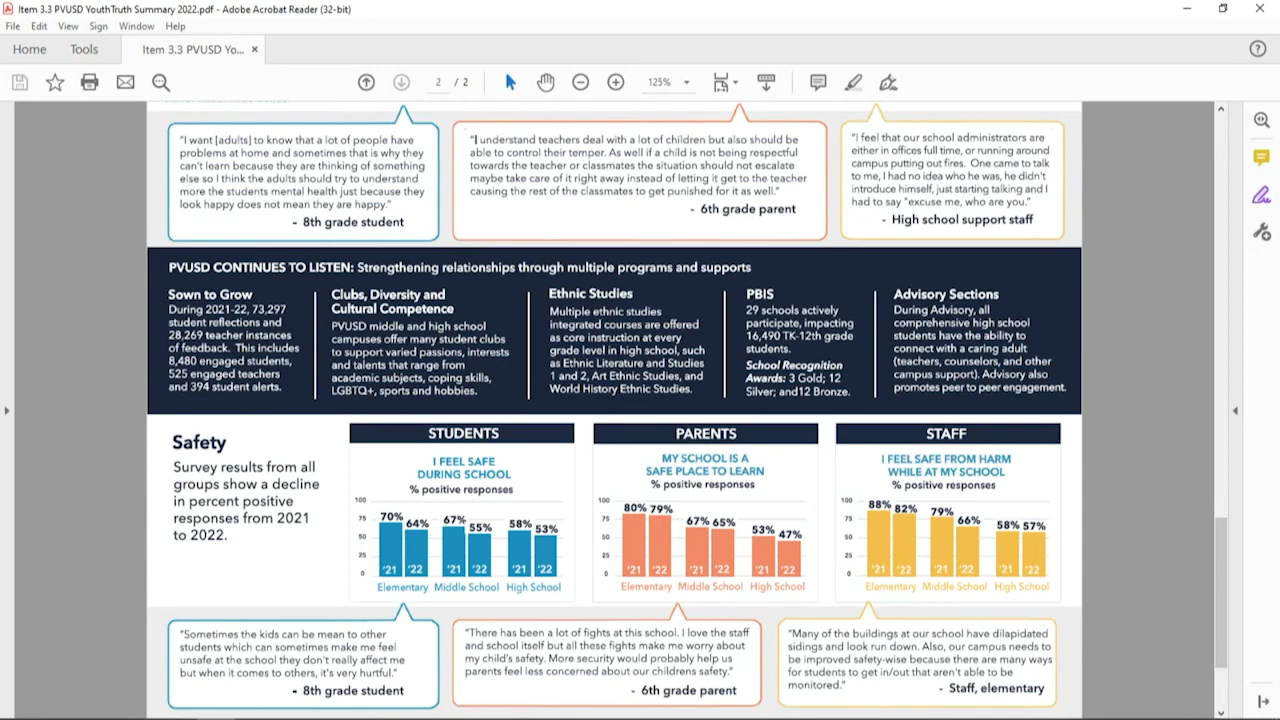 Item 3.3 PVUSD YouthTruth Summary 2022.pdf - Adobe Acrobat Reader (32-bit)
File Edit View Sign Window Help
Home Tools Item 3.3 PVUSD Yo... ×
2 / 2 125%
"I want [adults] to know that a lot of people have
problems at home and sometimes that is why they
can't learn because they are thinking of something
else so I think the adults should try to understand
more the students mental health just because they
look happy does not mean they are happy."
- 8th grade student
"I understand teachers deal with a lot of children but also should be
able to control their temper. As well if a child is not being respectful
towards the teacher or classmates the situation should not escalate
maybe take care of it right away instead of letting it get to the teacher
causing the rest of the classmates to get punished for it as well."
- 6th grade parent
"I feel that our school administrators are
either in offices full time, or running around
campus putting out fires. One came to talk
to me, I had no idea who he was, he didn't
introduce himself, just starting talking and I
had to say "excuse me, who are you."
- High school support staff
PVUSD CONTINUES TO LISTEN: Strengthening relationships through multiple programs and supports
Sown to Grow
During 2021-22, 73,297
student reflections and
28,269 teacher instances
of feedback. This includes
8,480 engaged students,
525 engaged teachers
and 394 student alerts.
Clubs, Diversity and
Cultural Competence
PVUSD middle and high school
campuses offer many student clubs
to support varied passions, interests
and talents that range from
academic subjects, coping skills,
LGBTQ+, sports and hobbies.
Ethnic Studies
Multiple ethnic studies
integrated courses are offered
as core instruction at every
grade level in high school, such
as Ethnic Literature and Studies
1 and 2, Art Ethnic Studies, and
World History Ethnic Studies.
PBIS
29 schools actively
participate, impacting
16,490 TK-12th grade
students.
School Recognition
Awards: 3 Gold; 12
Silver; and12 Bronze.
Advisory Sections
During Advisory, all
comprehensive high school
students have the ability to
connect with a caring adult
(teachers, counselors, and other
campus support). Advisory also
promotes peer to peer engagement.
Safety
Survey results from all
groups show a decline
in percent positive
responses from 2021
to 2022.
STUDENTS
I FEEL SAFE
DURING SCHOOL
% positive responses
100
75
50
25
0
70% 64% 67% 55% 58% 53%
'21 '22 '21 '22 '21 '22
Elementary Middle School High School
PARENTS
MY SCHOOL IS A
SAFE PLACE TO LEARN
% positive responses
100
75
50
25
0
80% 79% 67% 65% 53% 47%
'21 '22 '21 '22 '21 '22
Elementary Middle School High School
STAFF
I FEEL SAFE FROM HARM
WHILE AT MY SCHOOL
% positive responses
100
75
50
25
0
88% 82% 79% 66% 58% 57%
'21 '22 '21 '22 '21 '22
Elementary Middle School High School
"Sometimes the kids can be mean to other
students which can sometimes make me feel
unsafe at the school they don't really affect me
but when it comes to others, it's very hurtful."
- 8th grade student
"There has been a lot of fights at this school. I love the staff
and school itself but all these fights make me worry about
my child's safety. More security would probably help us
parents feel less concerned about our childrens safety."
- 6th grade parent
"Many of the buildings at our school have dilapidated
sidings and look run down. Also, our campus needs to
be improved safety-wise because there are many ways
for students to get in/out that aren't able to be
monitored."
- Staff, elementary